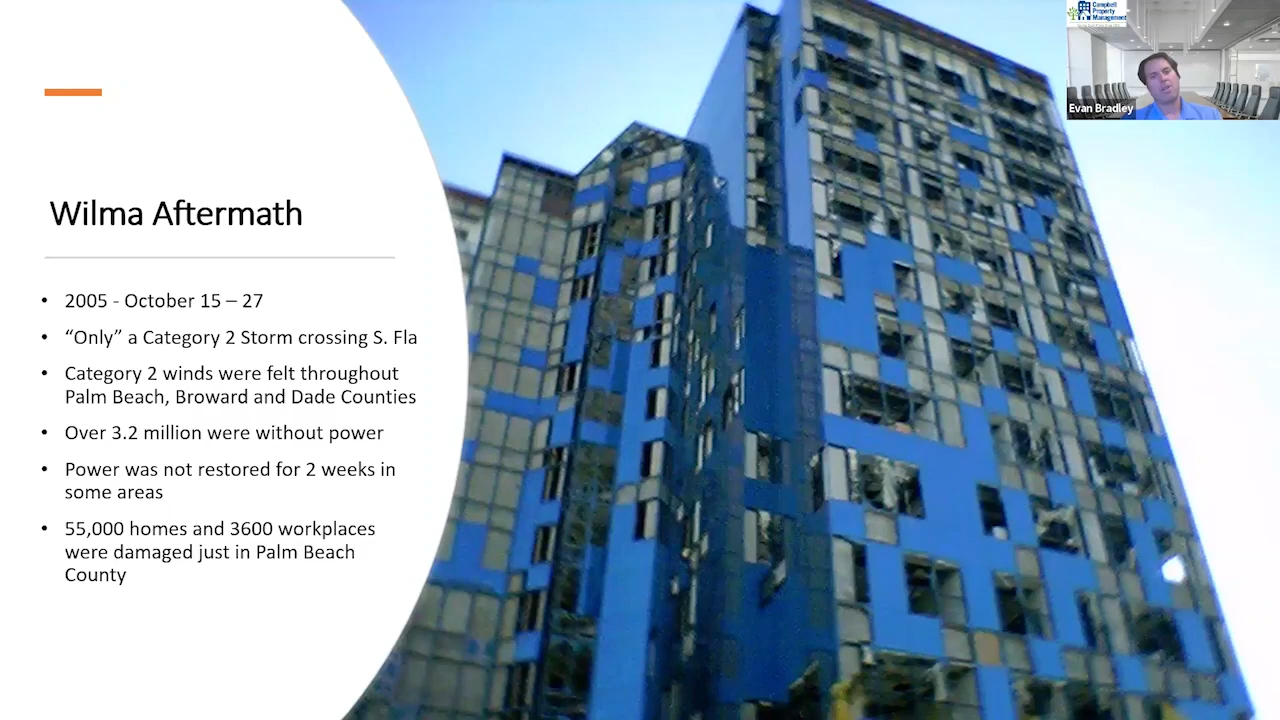 Campbell
Property
Management
Evan Bradley
Wilma Aftermath
• 2005 - October 15 – 27
• “Only” a Category 2 Storm crossing S. Fla
• Category 2 winds were felt throughout
Palm Beach, Broward and Dade Counties
• Over 3.2 million were without power
• Power was not restored for 2 weeks in
some areas
• 55,000 homes and 3600 workplaces
were damaged just in Palm Beach
County